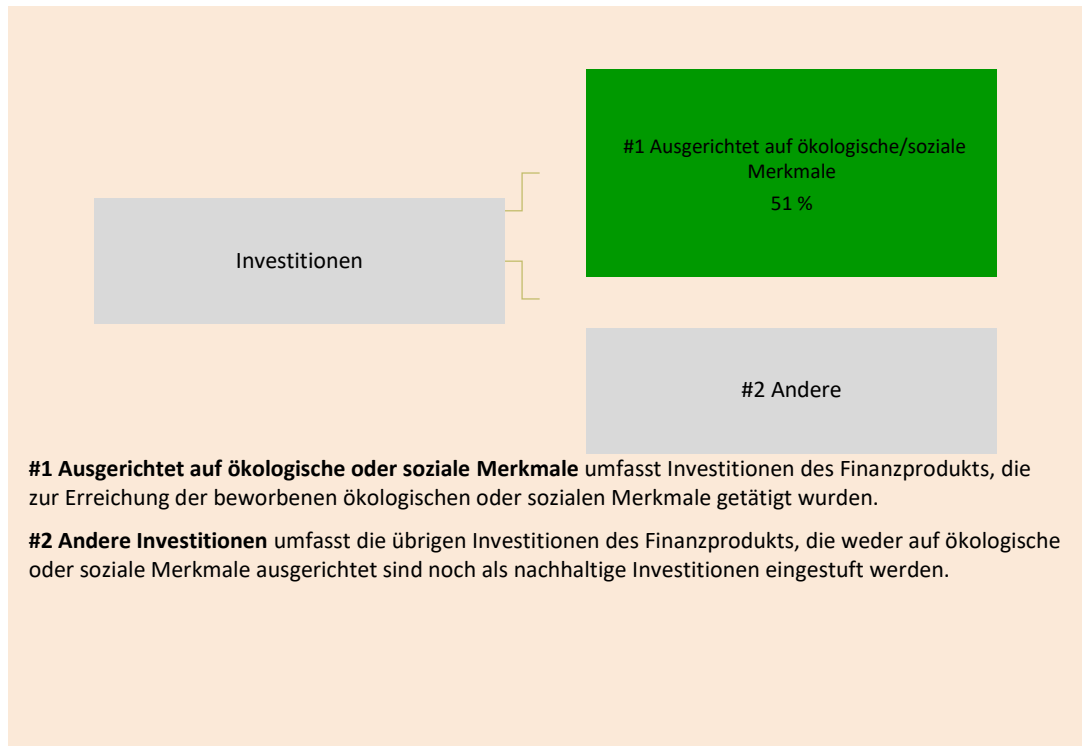 #1 Ausgerichtet auf ökologische/soziale
Merkmale
51 %
Investitionen
#2 Andere
#1 Ausgerichtet auf ökologische oder soziale Merkmale umfasst Investitionen des Finanzprodukts, die
zur Erreichung der beworbenen ökologischen oder sozialen Merkmale getätigt wurden.
#2 Andere Investitionen umfasst die übrigen Investitionen des Finanzprodukts, die weder auf ökologische
oder soziale Merkmale ausgerichtet sind noch als nachhaltige Investitionen eingestuft werden.